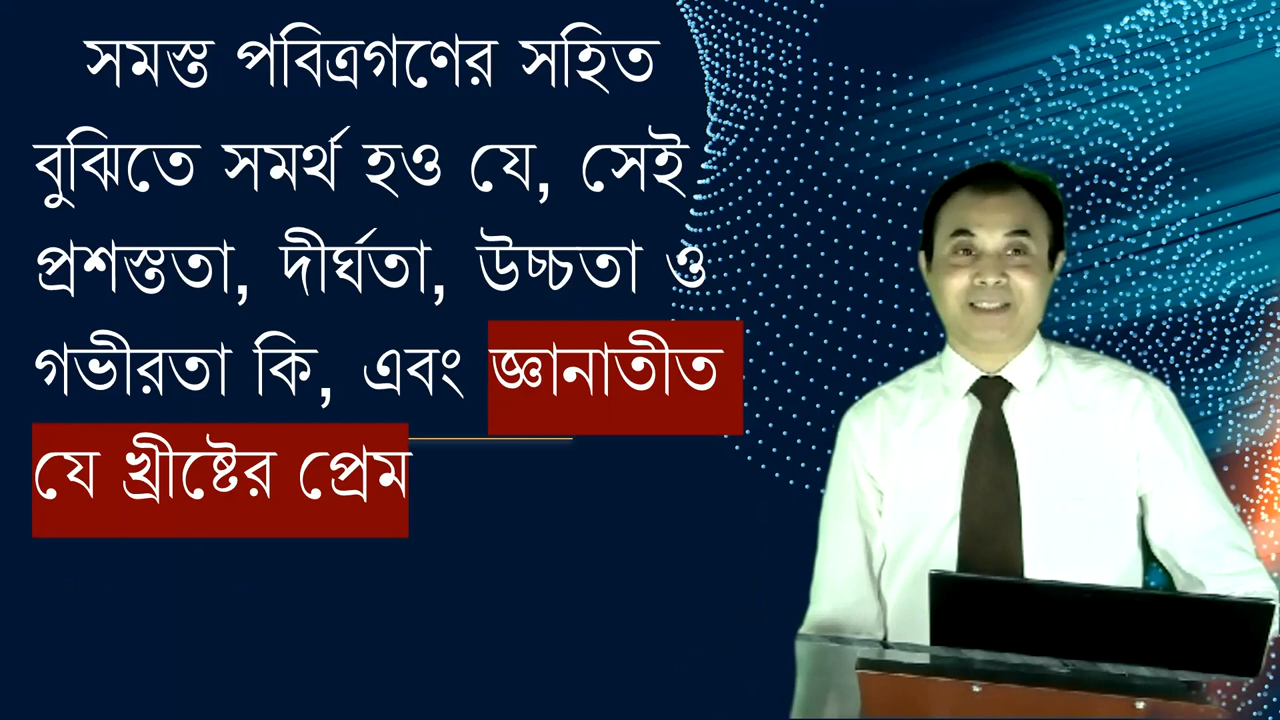 সমস্ত পবিত্রগণের সহিত
বুঝিতে সমর্থ হও যে, সেই
প্রশস্ততা, দীর্ঘতা, উচ্চতা ও
গভীরতা কি, এবং জ্ঞানাতীত
যে খ্রীষ্টের প্রেম